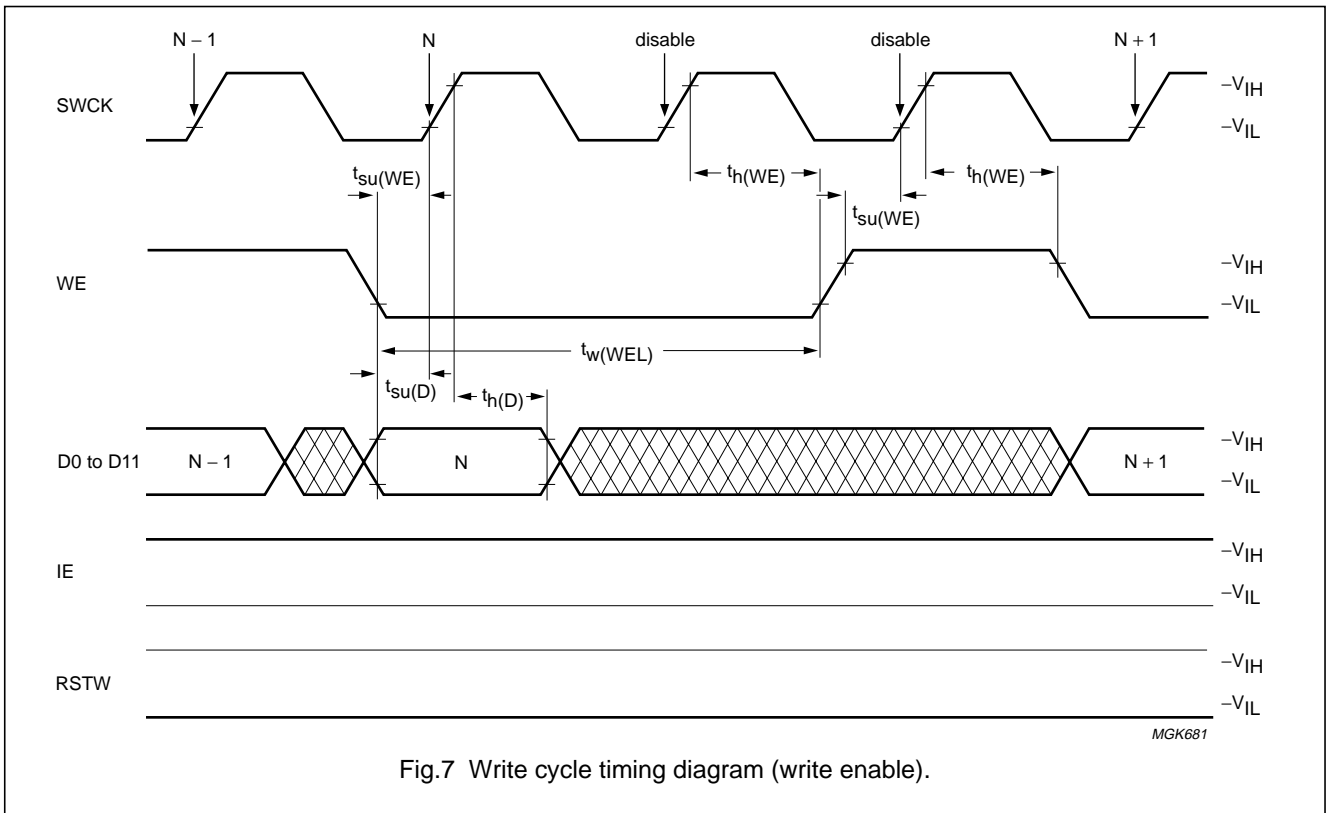 N – 1 N disable disable N + 1
SWCK
–VIH
–VIL
tsu(WE)
th(WE)
th(WE)
tsu(WE)
WE
–VIH
–VIL
tw(WEL)
tsu(D)
th(D)
D0 to D11
N – 1
N
N + 1
–VIH
–VIL
IE
–VIH
–VIL
RSTW
–VIH
–VIL
MGK681
Fig.7 Write cycle timing diagram (write enable).